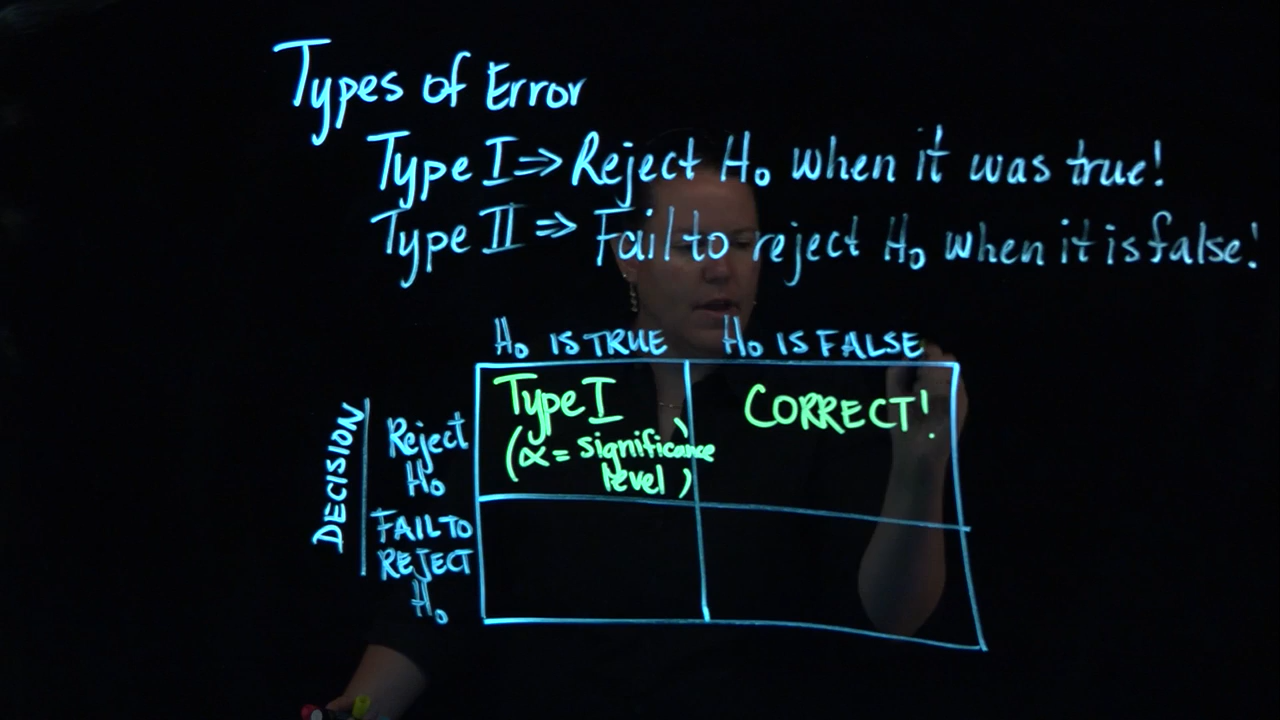 Types of Error
Type I ⇒ Reject H₀ when it was true!
Type II ⇒ Fail to reject H₀ when it is false!
H₀ IS TRUE H₀ IS FALSE
DECISION
Reject
H₀
Type I
(α = significance
level)
CORRECT!
FAIL TO
REJECT
H₀